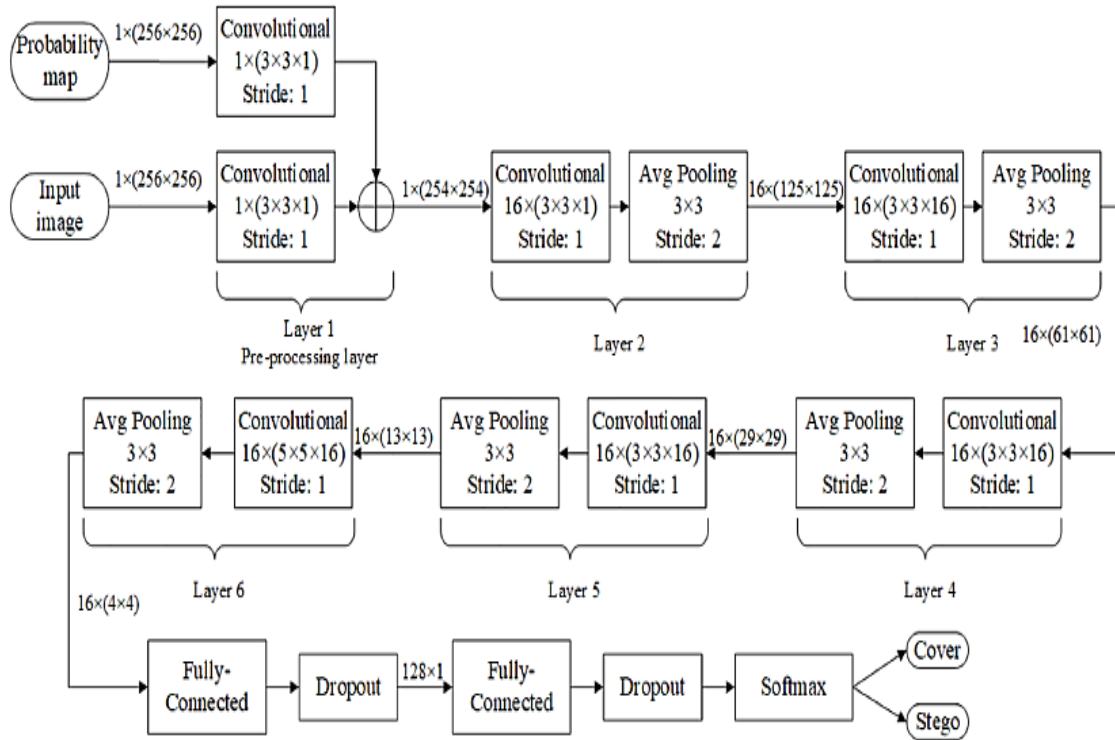 Probability
map
1×(256×256)
Convolutional
1×(3×3×1)
Stride: 1
Input
image
1×(256×256)
Convolutional
1×(3×3×1)
Stride: 1
1×(254×254)
Convolutional
16×(3×3×1)
Stride: 1
Avg Pooling
3×3
Stride: 2
16×(125×125)
Convolutional
16×(3×3×16)
Stride: 1
Avg Pooling
3×3
Stride: 2
Layer 1
Pre-processing layer
Layer 2
Layer 3
16×(61×61)
Avg Pooling
3×3
Stride: 2
Convolutional
16×(5×5×16)
Stride: 1
16×(13×13)
Avg Pooling
3×3
Stride: 2
Convolutional
16×(3×3×16)
Stride: 1
16×(29×29)
Avg Pooling
3×3
Stride: 2
Convolutional
16×(3×3×16)
Stride: 1
Layer 6
Layer 5
Layer 4
16×(4×4)
Fully-
Connected
Dropout
128×1
Fully-
Connected
Dropout
Softmax
Cover
Stego